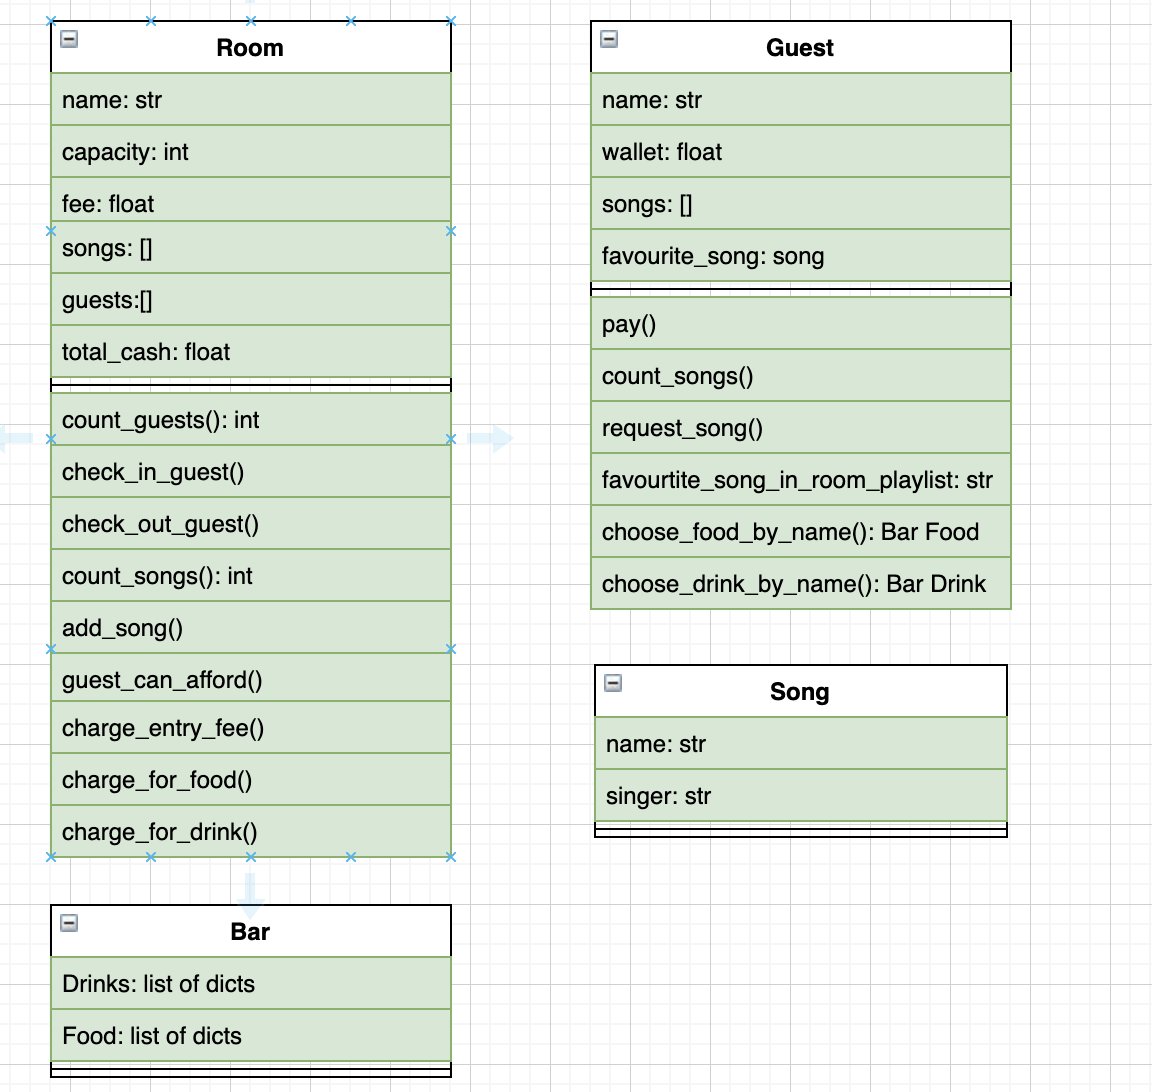 Room
name: str
capacity: int
fee: float
songs: []
guests:[]
total_cash: float
count_guests(): int
check_in_guest()
check_out_guest()
count_songs(): int
add_song()
guest_can_afford()
charge_entry_fee()
charge_for_food()
charge_for_drink()
Bar
Drinks: list of dicts
Food: list of dicts
Guest
name: str
wallet: float
songs: []
favourite_song: song
pay()
count_songs()
request_song()
favourtite_song_in_room_playlist: str
choose_food_by_name(): Bar Food
choose_drink_by_name(): Bar Drink
Song
name: str
singer: str